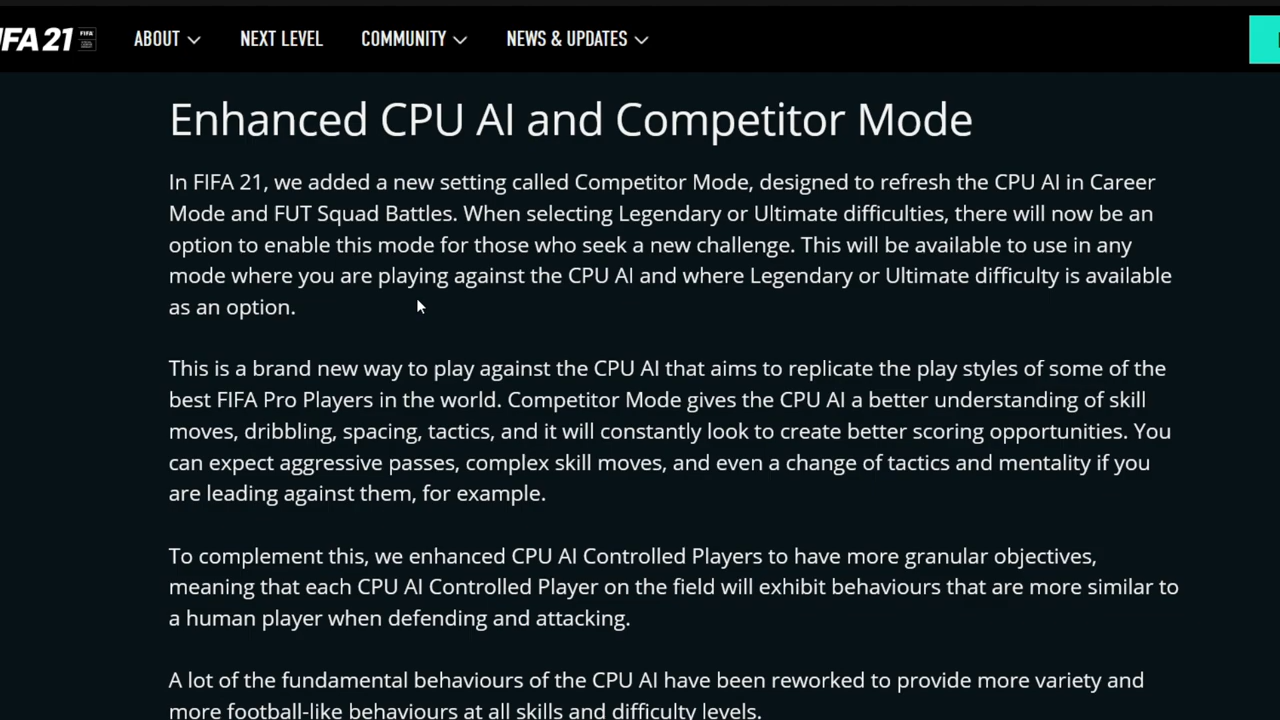 FIFA 21
ABOUT
NEXT LEVEL
COMMUNITY
NEWS & UPDATES
Enhanced CPU AI and Competitor Mode
In FIFA 21, we added a new setting called Competitor Mode, designed to refresh the CPU AI in Career
Mode and FUT Squad Battles. When selecting Legendary or Ultimate difficulties, there will now be an
option to enable this mode for those who seek a new challenge. This will be available to use in any
mode where you are playing against the CPU AI and where Legendary or Ultimate difficulty is available
as an option.
This is a brand new way to play against the CPU AI that aims to replicate the play styles of some of the
best FIFA Pro Players in the world. Competitor Mode gives the CPU AI a better understanding of skill
moves, dribbling, spacing, tactics, and it will constantly look to create better scoring opportunities. You
can expect aggressive passes, complex skill moves, and even a change of tactics and mentality if you
are leading against them, for example.
To complement this, we enhanced CPU AI Controlled Players to have more granular objectives,
meaning that each CPU AI Controlled Player on the field will exhibit behaviours that are more similar to
a human player when defending and attacking.
A lot of the fundamental behaviours of the CPU AI have been reworked to provide more variety and
more football-like behaviours at all skills and difficulty levels.